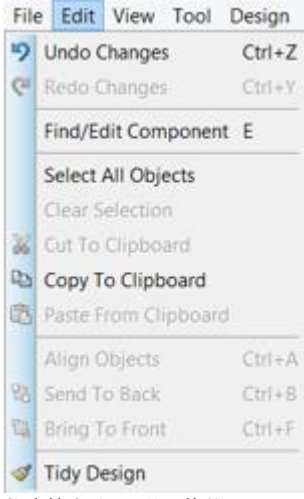 File Edit View Tool Design
Undo Changes Ctrl+Z
Redo Changes Ctrl+Y
Find/Edit Component E
Select All Objects
Clear Selection
Cut To Clipboard
Copy To Clipboard
Paste From Clipboard
Align Objects Ctrl+A
Send To Back Ctrl+B
Bring To Front Ctrl+F
Tidy Design